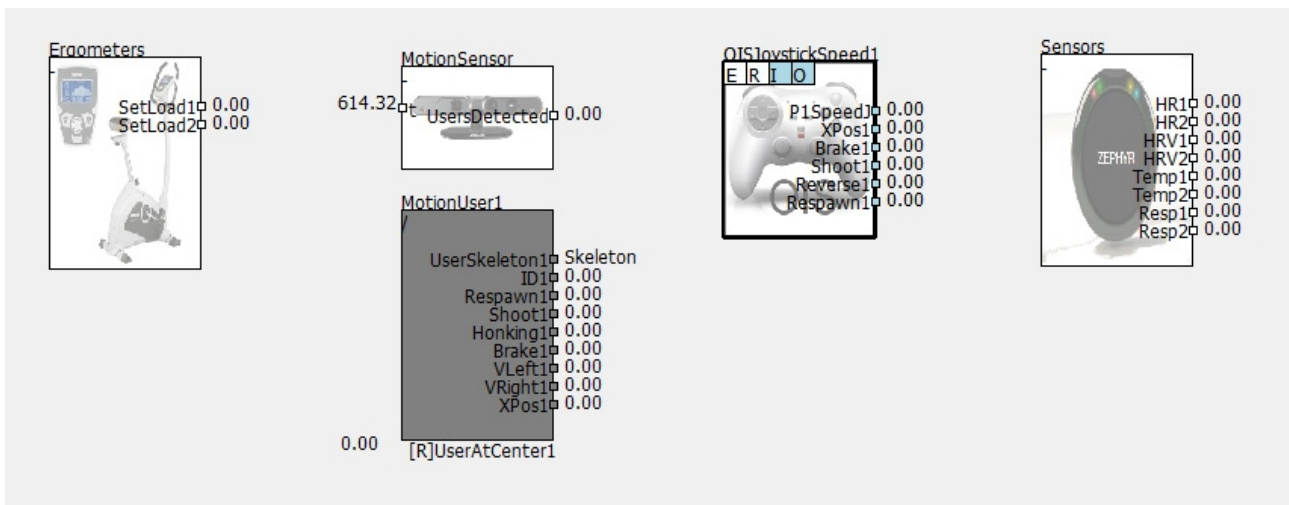 Ergometers
SetLoad1 0.00
SetLoad2 0.00
MotionSensor
614.32 t UsersDetected 0.00
MotionUser1
UserSkeleton1 Skeleton
ID1 0.00
Respawn1 0.00
Shoot1 0.00
Honking1 0.00
Brake1 0.00
VLeft1 0.00
VRight1 0.00
XPos1 0.00
0.00 [R]UserAtCenter1
OISJoystickSpeed1
E R I O
P1SpeedJ 0.00
XPos1 0.00
Brake1 0.00
Shoot1 0.00
Reverse1 0.00
Respawn1 0.00
OIS
Sensors
HR1 0.00
HR2 0.00
HRV1 0.00
HRV2 0.00
Temp1 0.00
Temp2 0.00
Resp1 0.00
Resp2 0.00
ZEPHYR